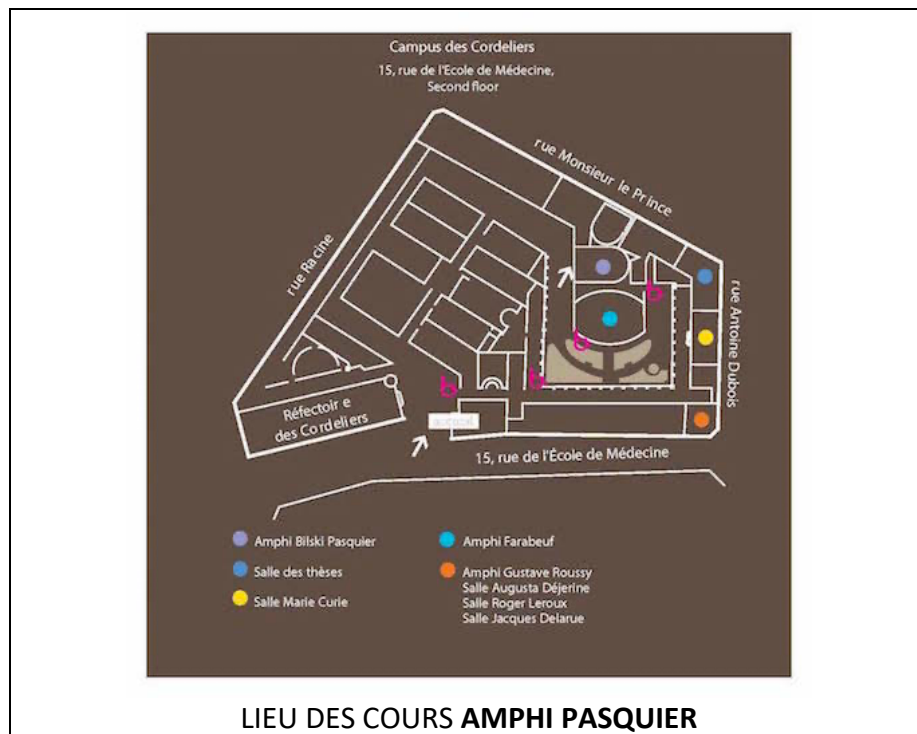 Campus des Cordeliers
15, rue de l'Ecole de Médecine,
Second floor
rue Monsieur le Prince
rue Racine
rue Antoine Dubois
Réfectoir e
des Cordeliers
15, rue de l'École de Médecine
Amphi Bilski Pasquier
Amphi Farabeuf
Salle des thèses
Amphi Gustave Roussy
Salle Marie Curie
Salle Augusta Déjerine
Salle Roger Leroux
Salle Jacques Delarue
LIEU DES COURS AMPHI PASQUIER